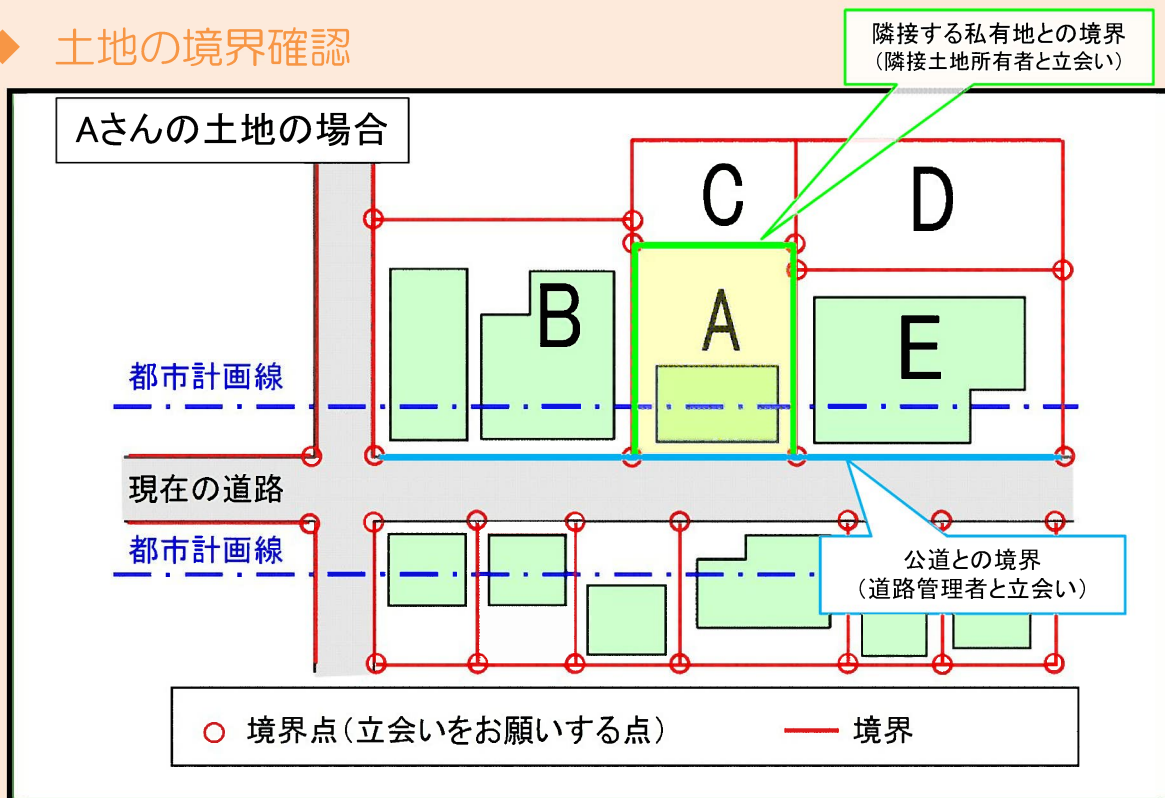 土地の境界確認
隣接する私有地との境界
（隣接土地所有者と立会い）
Aさんの土地の場合
C
D
B
A
E
都市計画線
現在の道路
都市計画線
公道との境界
（道路管理者と立会い）
境界点（立会いをお願いする点）
境界